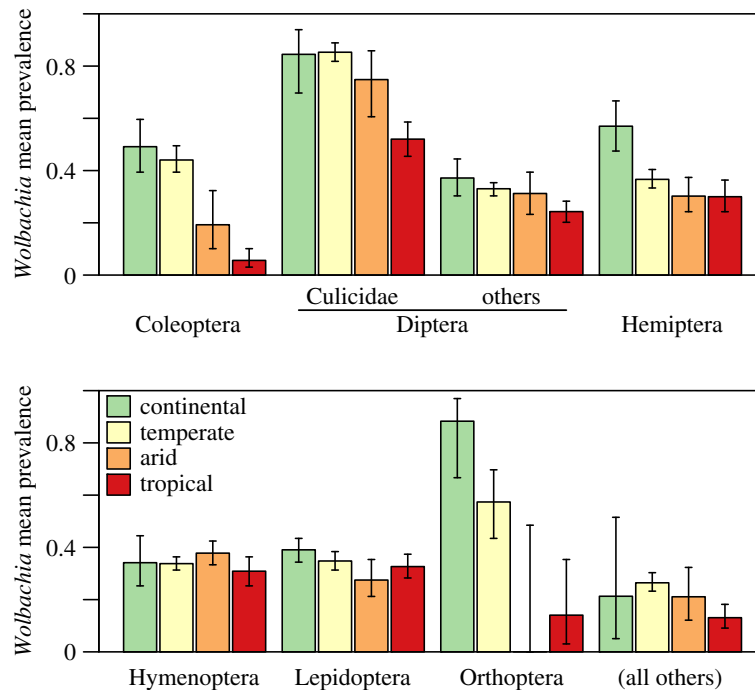 Wolbachia mean prevalence
0.8
0.4
0
Culicidae others
Coleoptera Diptera Hemiptera
Wolbachia mean prevalence
0.8
0.4
0
continental
temperate
arid
tropical
Hymenoptera Lepidoptera Orthoptera (all others)